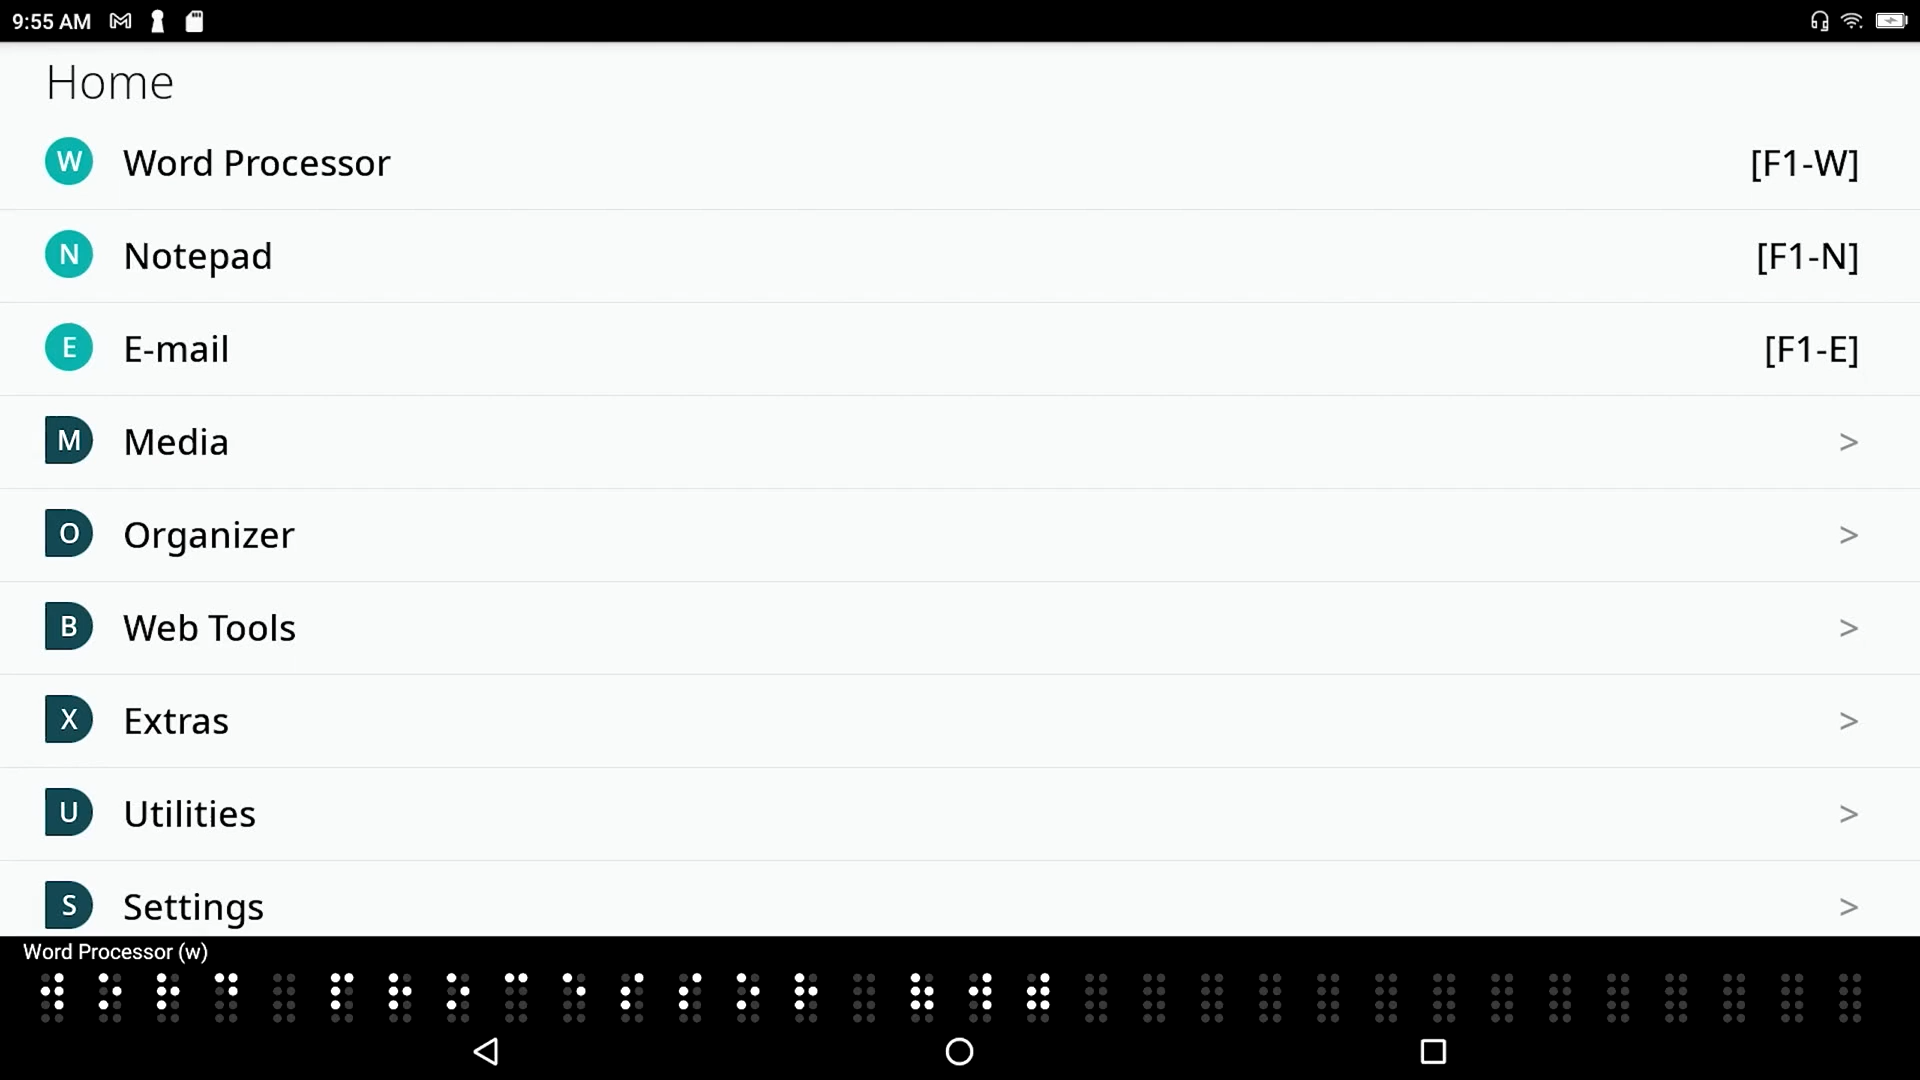 9:55 AM
Home
W Word Processor [F1-W]
N Notepad [F1-N]
E E-mail [F1-E]
M Media >
O Organizer >
B Web Tools >
X Extras >
U Utilities >
S Settings >
Word Processor (w)
⠺⠕⠗⠙⠀⠏⠗⠕⠉⠑⠎⠎⠕⠗⠀⠷⠺⠾